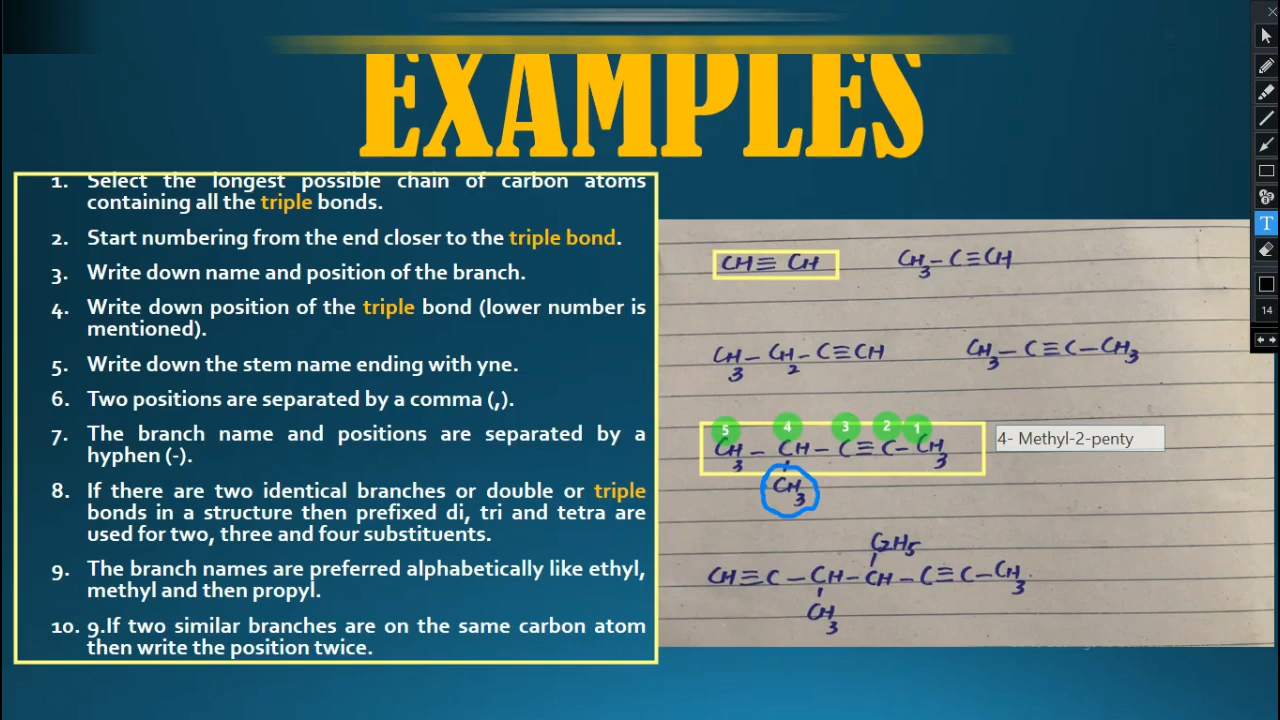 EXAMPLES
1. Select the longest possible chain of carbon atoms
containing all the triple bonds.
2. Start numbering from the end closer to the triple bond.
3. Write down name and position of the branch.
4. Write down position of the triple bond (lower number is
mentioned).
5. Write down the stem name ending with yne.
6. Two positions are separated by a comma (,).
7. The branch name and positions are separated by a
hyphen (-).
8. If there are two identical branches or double or triple
bonds in a structure then prefixed di, tri and tetra are
used for two, three and four substituents.
9. The branch names are preferred alphabetically like ethyl,
methyl and then propyl.
10. 9.If two similar branches are on the same carbon atom
then write the position twice.
CH≡CH
CH3-C≡CH
CH3-CH2-C≡CH
CH3-C≡C-CH3
5 4 3 2 1
CH3-CH-C≡C-CH3
CH3
4- Methyl-2-penty
C2H5
CH≡C-CH-CH-C≡C-CH3
CH3
14